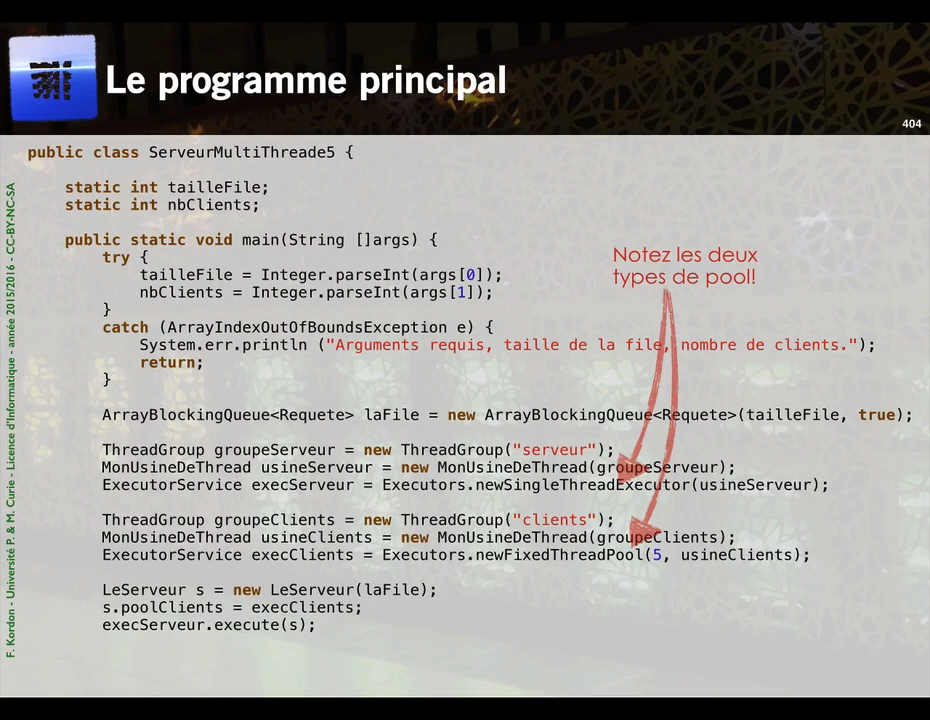 Le programme principal
404
public class ServeurMultiThreade5 {
static int tailleFile;
static int nbClients;
public static void main(String []args) {
try {
tailleFile = Integer.parseInt(args[0]);
nbClients = Integer.parseInt(args[1]);
}
catch (ArrayIndexOutOfBoundsException e) {
System.err.println ("Arguments requis, taille de la file, nombre de clients.");
return;
}
ArrayBlockingQueue<Requete> laFile = new ArrayBlockingQueue<Requete>(tailleFile, true);
ThreadGroup groupeServeur = new ThreadGroup("serveur");
MonUsineDeThread usineServeur = new MonUsineDeThread(groupeServeur);
ExecutorService execServeur = Executors.newSingleThreadExecutor(usineServeur);
ThreadGroup groupeClients = new ThreadGroup("clients");
MonUsineDeThread usineClients = new MonUsineDeThread(groupeClients);
ExecutorService execClients = Executors.newFixedThreadPool(5, usineClients);
LeServeur s = new LeServeur(laFile);
s.poolClients = execClients;
execServeur.execute(s);
Notez les deux
types de pool!
F. Kordon - Université P. & M. Curie - Licence d'Informatique - année 2015/2016 - CC-BY-NC-SA